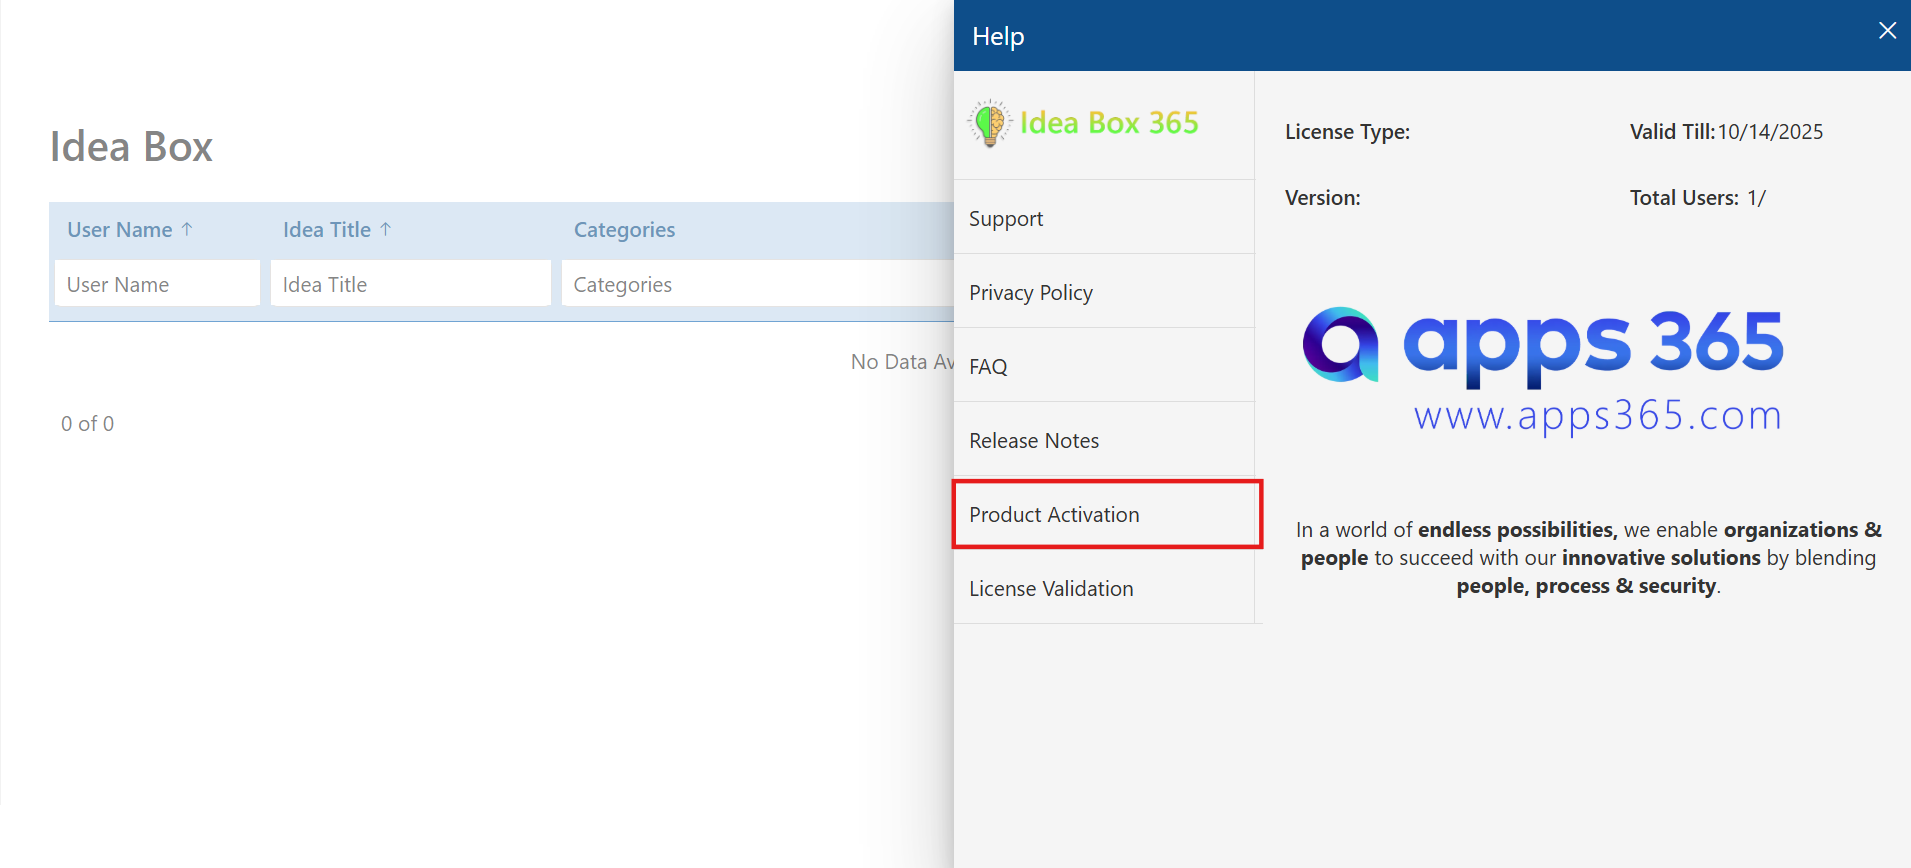 Idea Box
User Name ↑ Idea Title ↑ Categories
User Name Idea Title Categories
No Data Av
0 of 0
Help
Idea Box 365
Support
Privacy Policy
FAQ
Release Notes
Product Activation
License Validation
License Type: Valid Till: 10/14/2025
Version: Total Users: 1/
apps 365
www.apps365.com
In a world of endless possibilities, we enable organizations &
people to succeed with our innovative solutions by blending
people, process & security.